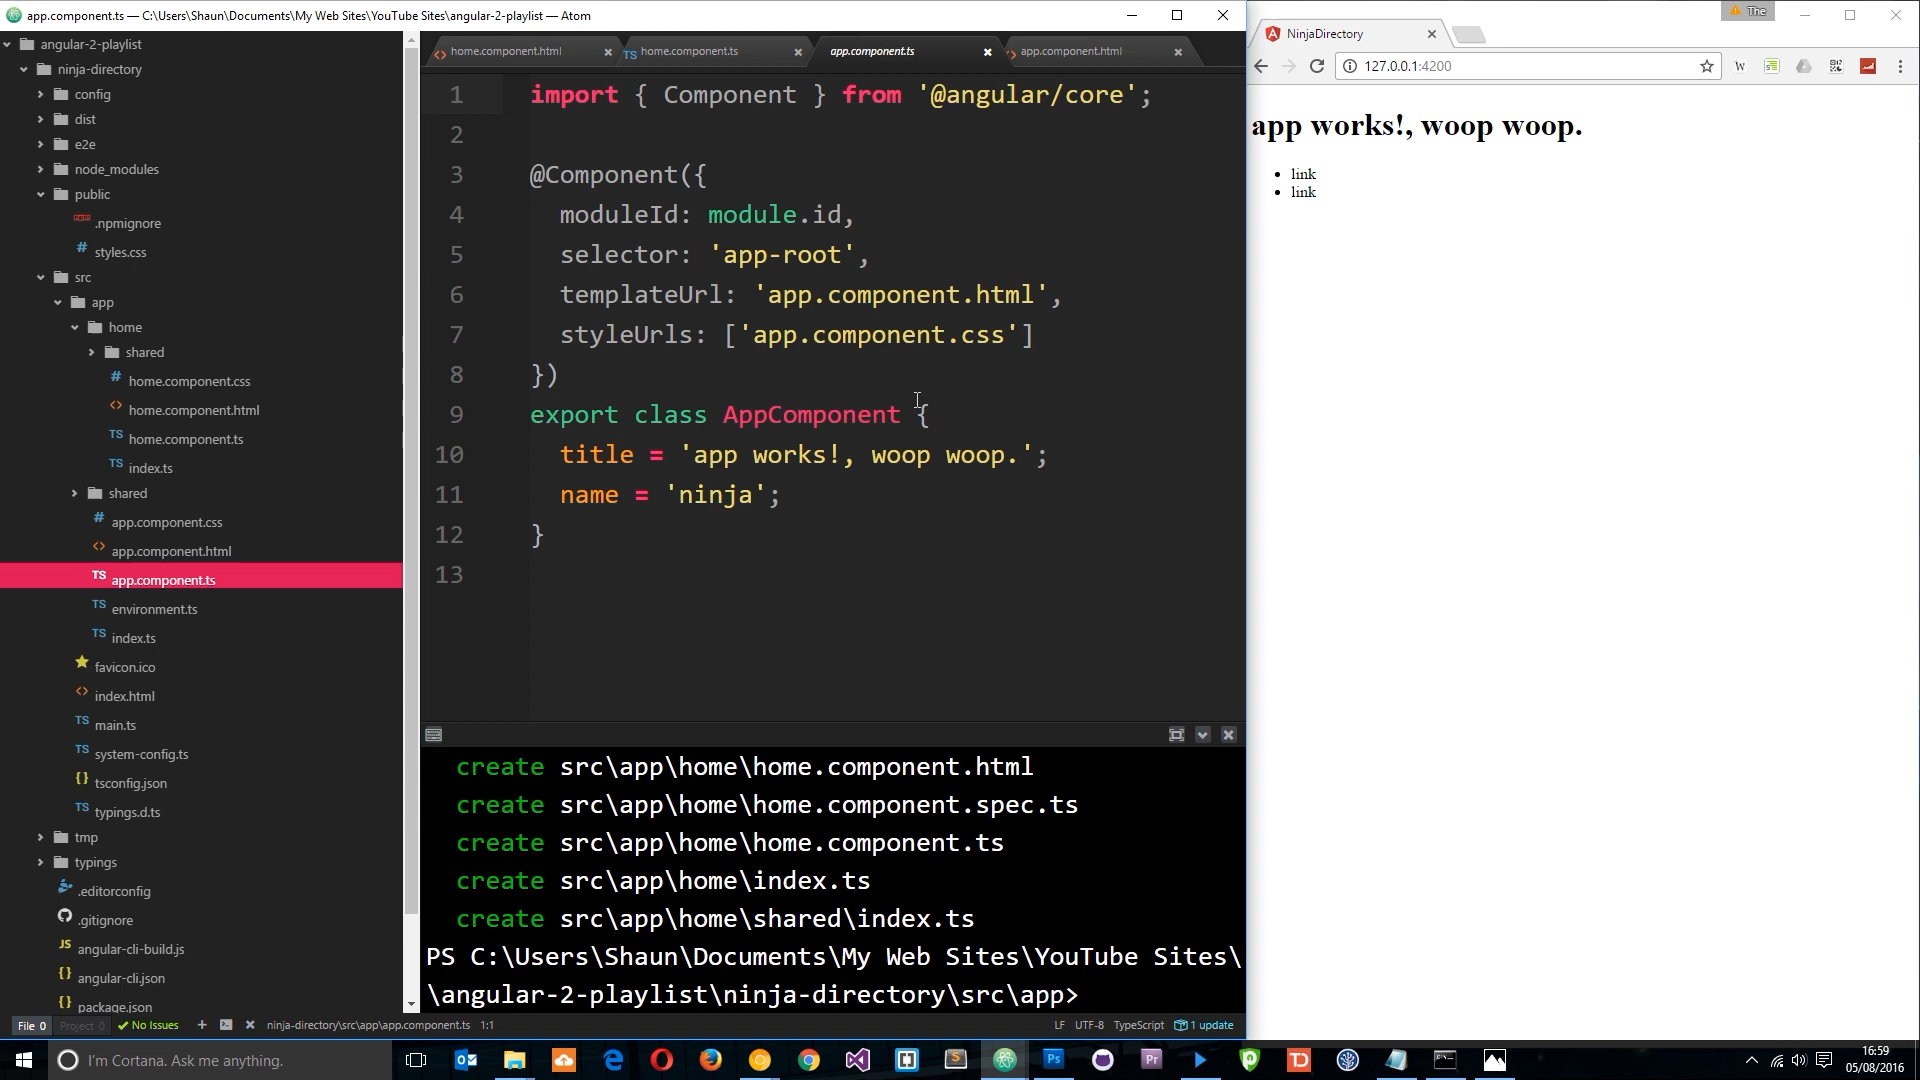 app.component.ts — C:\Users\Shaun\Documents\My Web Sites\YouTube Sites\angular-2-playlist — Atom
angular-2-playlist
ninja-directory
config
dist
e2e
node_modules
public
.npmignore
styles.css
src
app
home
shared
home.component.css
home.component.html
home.component.ts
index.ts
shared
app.component.css
app.component.html
app.component.ts
environment.ts
index.ts
favicon.ico
index.html
main.ts
system-config.ts
tsconfig.json
typings.d.ts
tmp
typings
.editorconfig
.gitignore
angular-cli-build.js
angular-cli.json
package.json
home.component.html
home.component.ts
app.component.ts
app.component.html
1 import { Component } from '@angular/core';
2
3 @Component({
4 moduleId: module.id,
5 selector: 'app-root',
6 templateUrl: 'app.component.html',
7 styleUrls: ['app.component.css']
8 })
9 export class AppComponent {
10 title = 'app works!, woop woop.';
11 name = 'ninja';
12 }
13
create src\app\home\home.component.html
create src\app\home\home.component.spec.ts
create src\app\home\home.component.ts
create src\app\home\index.ts
create src\app\home\shared\index.ts
PS C:\Users\Shaun\Documents\My Web Sites\YouTube Sites\
\angular-2-playlist\ninja-directory\src\app>
File 0 Project 0 No Issues ninja-directory\src\app\app.component.ts 1:1
LF UTF-8 TypeScript 1 update
The
NinjaDirectory
127.0.0.1:4200
app works!, woop woop.
link
link
I'm Cortana. Ask me anything.
16:59
05/08/2016